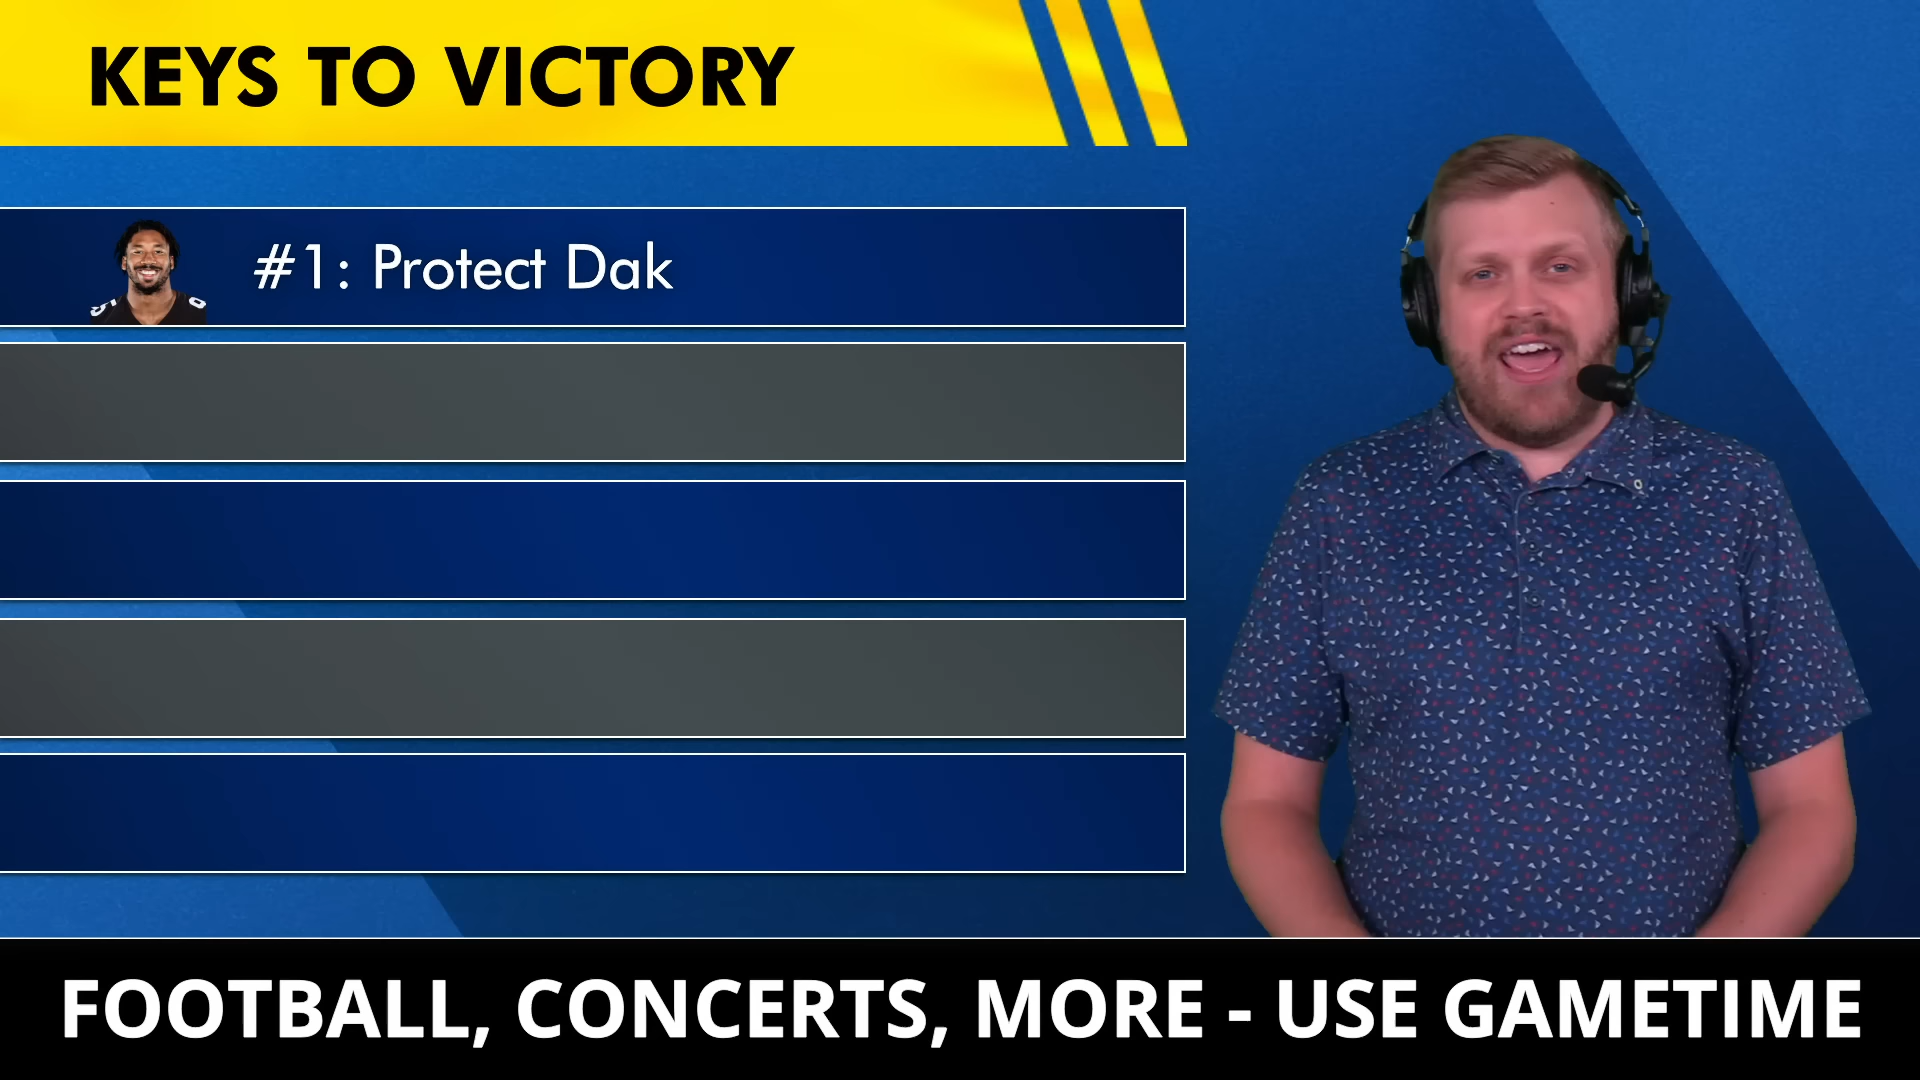 KEYS TO VICTORY
#1: Protect Dak
FOOTBALL, CONCERTS, MORE - USE GAMETIME